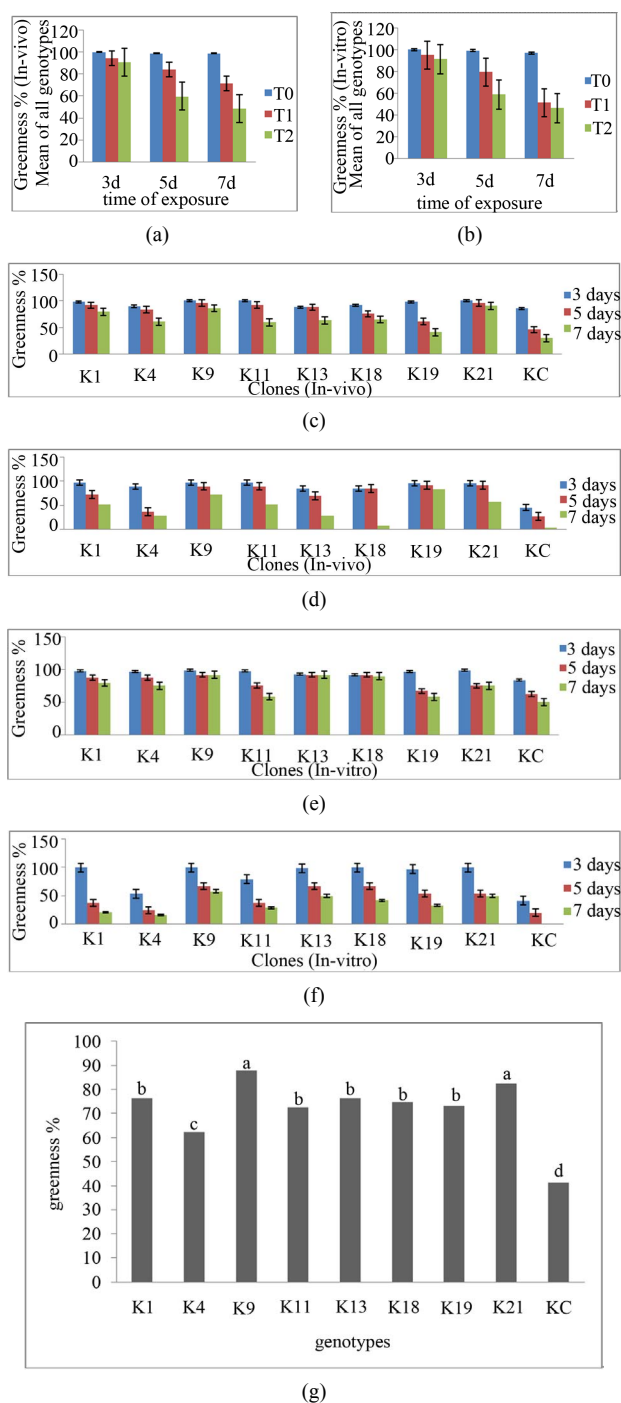 Greenness % (In-vivo)
Mean of all genotypes
120
100
80
60
40
20
0
3d 5d 7d
time of exposure
T0
T1
T2
(a)
Greenness % (In-vitro)
Mean of all genotypes
120
100
80
60
40
20
0
3d 5d 7d
time of exposure
T0
T1
T2
(b)
Greenness %
150
100
50
0
K1 K4 K9 K11 K13 K18 K19 K21 KC
Clones (In-vivo)
3 days
5 days
7 days
(c)
Greenness %
150
100
50
0
K1 K4 K9 K11 K13 K18 K19 K21 KC
Clones (In-vivo)
3 days
5 days
7 days
(d)
Greenness %
150
100
50
0
K1 K4 K9 K11 K13 K18 K19 K21 KC
Clones (In-vitro)
3 days
5 days
7 days
(e)
Greenness %
150
100
50
0
K1 K4 K9 K11 K13 K18 K19 K21 KC
Clones (In-vitro)
3 days
5 days
7 days
(f)
greenness %
100
90
80
70
60
50
40
30
20
10
0
b c a b b b b a d
K1 K4 K9 K11 K13 K18 K19 K21 KC
genotypes
(g)